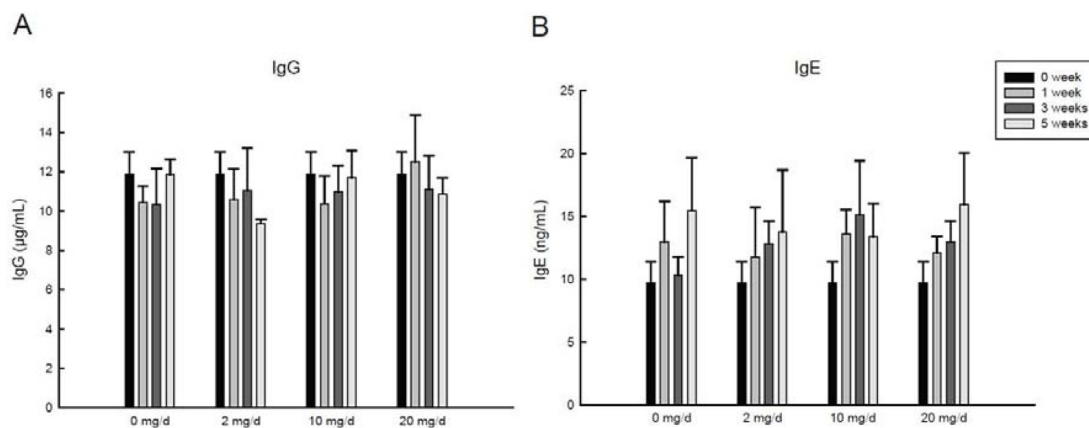 A
IgG
IgG (µg/mL)
16
14
12
10
8
6
4
2
0
0 mg/d
2 mg/d
10 mg/d
20 mg/d
B
IgE
IgE (ng/mL)
25
20
15
10
5
0
0 mg/d
2 mg/d
10 mg/d
20 mg/d
0 week
1 week
3 weeks
5 weeks